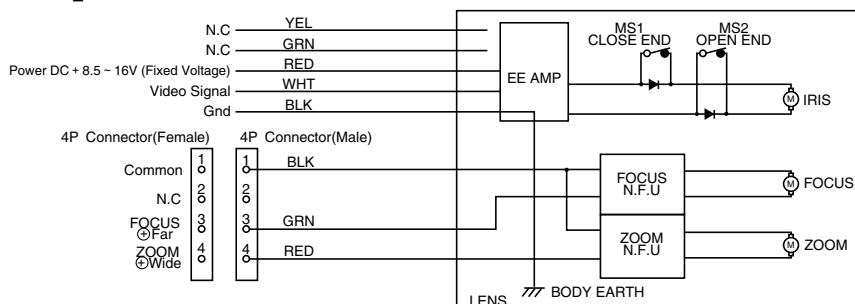 N.C YEL
N.C GRN
Power DC + 8.5 ~ 16V (Fixed Voltage) RED
Video Signal WHT
Gnd BLK
EE AMP
MS1
CLOSE END
MS2
OPEN END
M IRIS
4P Connector(Female) 4P Connector(Male)
Common 1 1 BLK
N.C 2 2
FOCUS
⊕Far 3 3 GRN
ZOOM
⊕Wide 4 4 RED
FOCUS
N.F.U
M FOCUS
ZOOM
N.F.U
M ZOOM
LENS
BODY EARTH